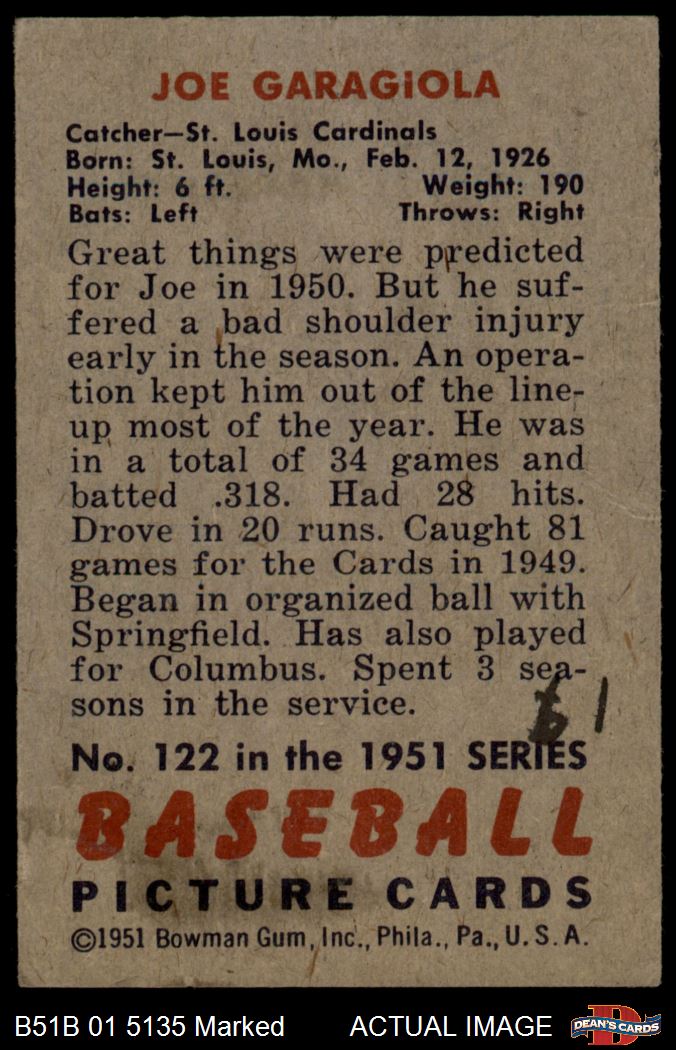 JOE GARAGIOLA
Catcher—St. Louis Cardinals
Born: St. Louis, Mo., Feb. 12, 1926
Height: 6 ft. Weight: 190
Bats: Left Throws: Right
Great things were predicted
for Joe in 1950. But he suf-
fered a bad shoulder injury
early in the season. An opera-
tion kept him out of the line-
up most of the year. He was
in a total of 34 games and
batted .318. Had 28 hits.
Drove in 20 runs. Caught 81
games for the Cards in 1949.
Began in organized ball with
Springfield. Has also played
for Columbus. Spent 3 sea-
sons in the service.
No. 122 in the 1951 SERIES
BASEBALL
PICTURE CARDS
©1951 Bowman Gum, Inc., Phila., Pa., U. S. A.
B51B 01 5135 Marked ACTUAL IMAGE DEAN'S CARDS